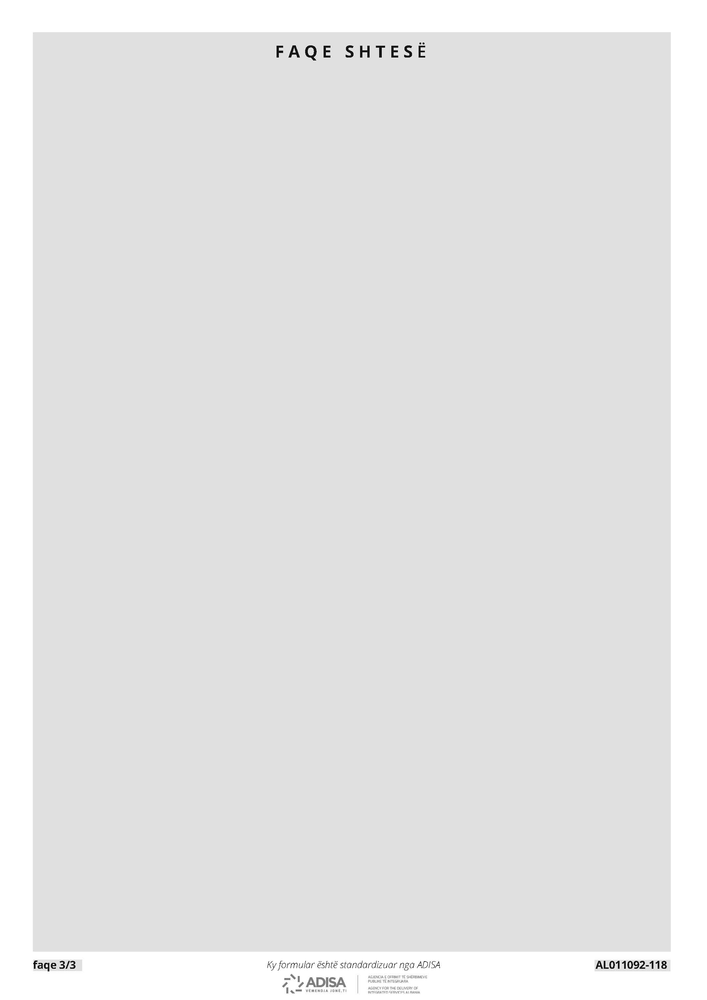 FAQE SHTESË
faqe 3/3
Ky formular është standardizuar nga ADISA
AL011092-118
ADISA
VËMENDJA JONË, TI
AGJENCIA E OFRIMIT TË SHËRBIMEVE
PUBLIKE TË INTEGRUARA
AGENCY FOR THE DELIVERY OF
INTEGRATED SERVICES ALBANIA